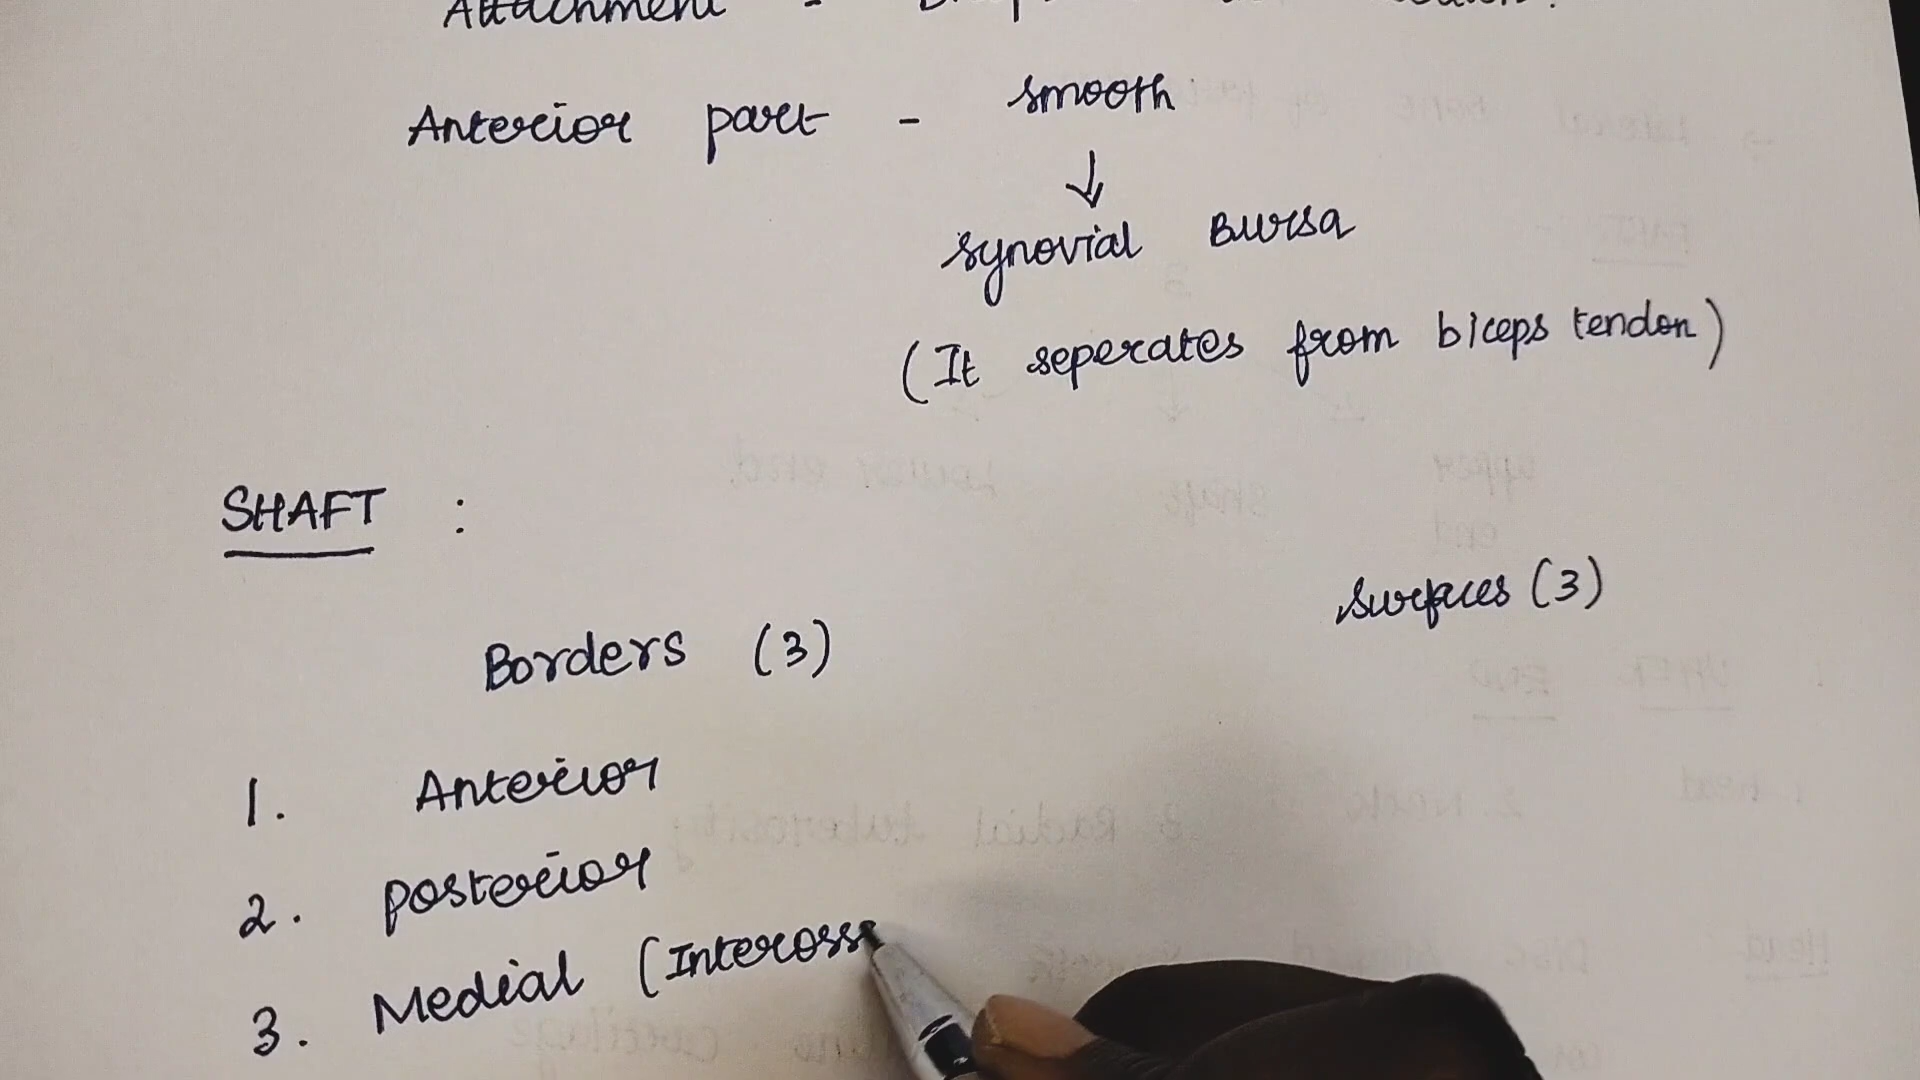 Attachment -
Anterior part - smooth
↓
synovial Bursa
(It seperates from biceps tendon)
SHAFT :
Borders (3) surfaces (3)
1. Anterior
2. posterior
3. Medial (Inteross